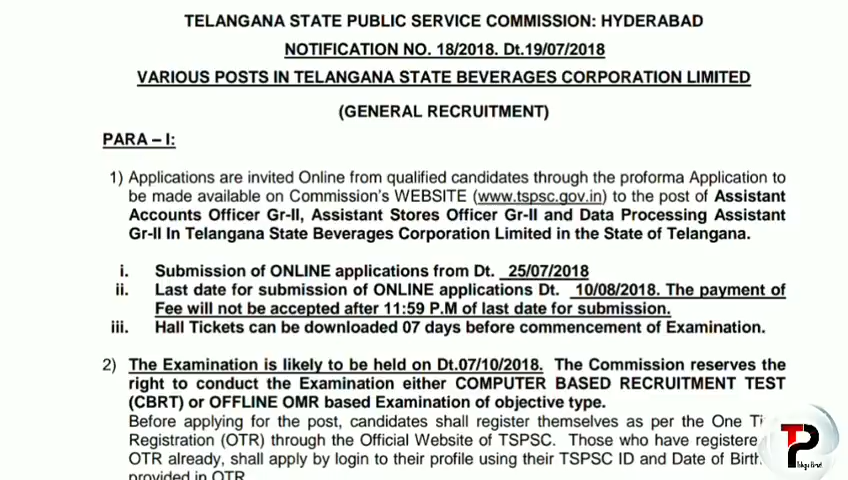 TELANGANA STATE PUBLIC SERVICE COMMISSION: HYDERABAD
NOTIFICATION NO. 18/2018. Dt.19/07/2018
VARIOUS POSTS IN TELANGANA STATE BEVERAGES CORPORATION LIMITED
(GENERAL RECRUITMENT)
PARA – I:
1) Applications are invited Online from qualified candidates through the proforma Application to
be made available on Commission's WEBSITE (www.tspsc.gov.in) to the post of Assistant
Accounts Officer Gr-II, Assistant Stores Officer Gr-II and Data Processing Assistant
Gr-II In Telangana State Beverages Corporation Limited in the State of Telangana.
i. Submission of ONLINE applications from Dt. 25/07/2018
ii. Last date for submission of ONLINE applications Dt. 10/08/2018. The payment of
Fee will not be accepted after 11:59 P.M of last date for submission.
iii. Hall Tickets can be downloaded 07 days before commencement of Examination.
2) The Examination is likely to be held on Dt.07/10/2018. The Commission reserves the
right to conduct the Examination either COMPUTER BASED RECRUITMENT TEST
(CBRT) or OFFLINE OMR based Examination of objective type.
Before applying for the post, candidates shall register themselves as per the One Ti
Registration (OTR) through the Official Website of TSPSC. Those who have registere
OTR already, shall apply by login to their profile using their TSPSC ID and Date of Birth
provided in OTR.
TP